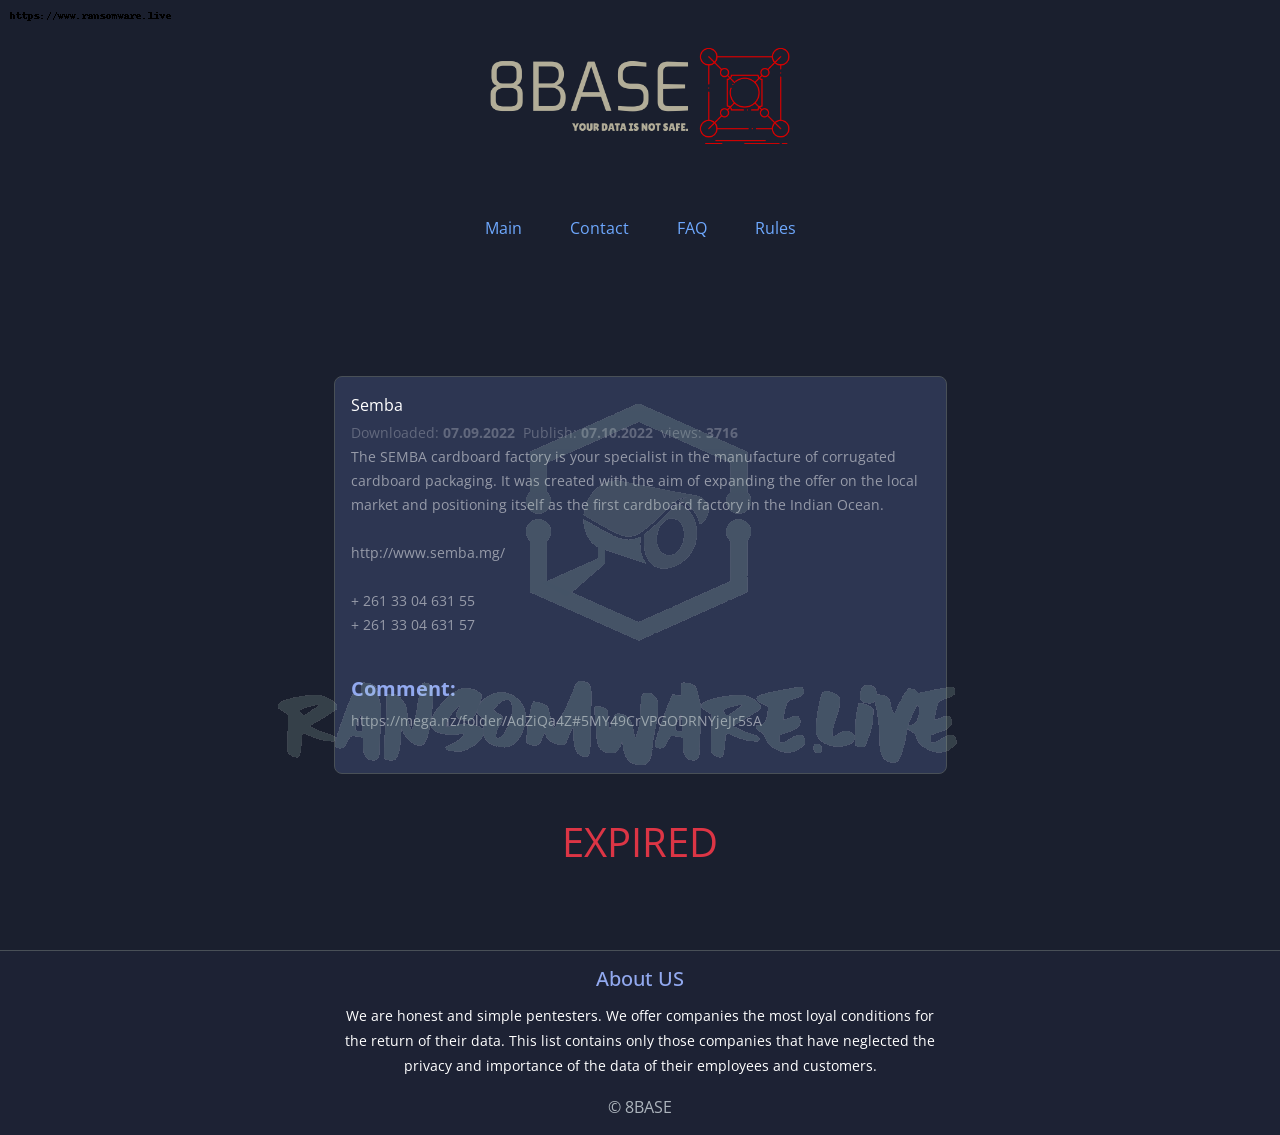 https://www.ransomware.live
8BASE
YOUR DATA IS NOT SAFE.
Main Contact FAQ Rules
Semba
Downloaded: 07.09.2022 Publish: 07.10.2022 views: 3716
The SEMBA cardboard factory is your specialist in the manufacture of corrugated
cardboard packaging. It was created with the aim of expanding the offer on the local
market and positioning itself as the first cardboard factory in the Indian Ocean.
http://www.semba.mg/
+ 261 33 04 631 55
+ 261 33 04 631 57
Comment:
https://mega.nz/folder/AdZiQa4Z#5MY49CrVPGODRNYjeJr5sA
RANSOMWARE.LIVE
EXPIRED
About US
We are honest and simple pentesters. We offer companies the most loyal conditions for
the return of their data. This list contains only those companies that have neglected the
privacy and importance of the data of their employees and customers.
© 8BASE